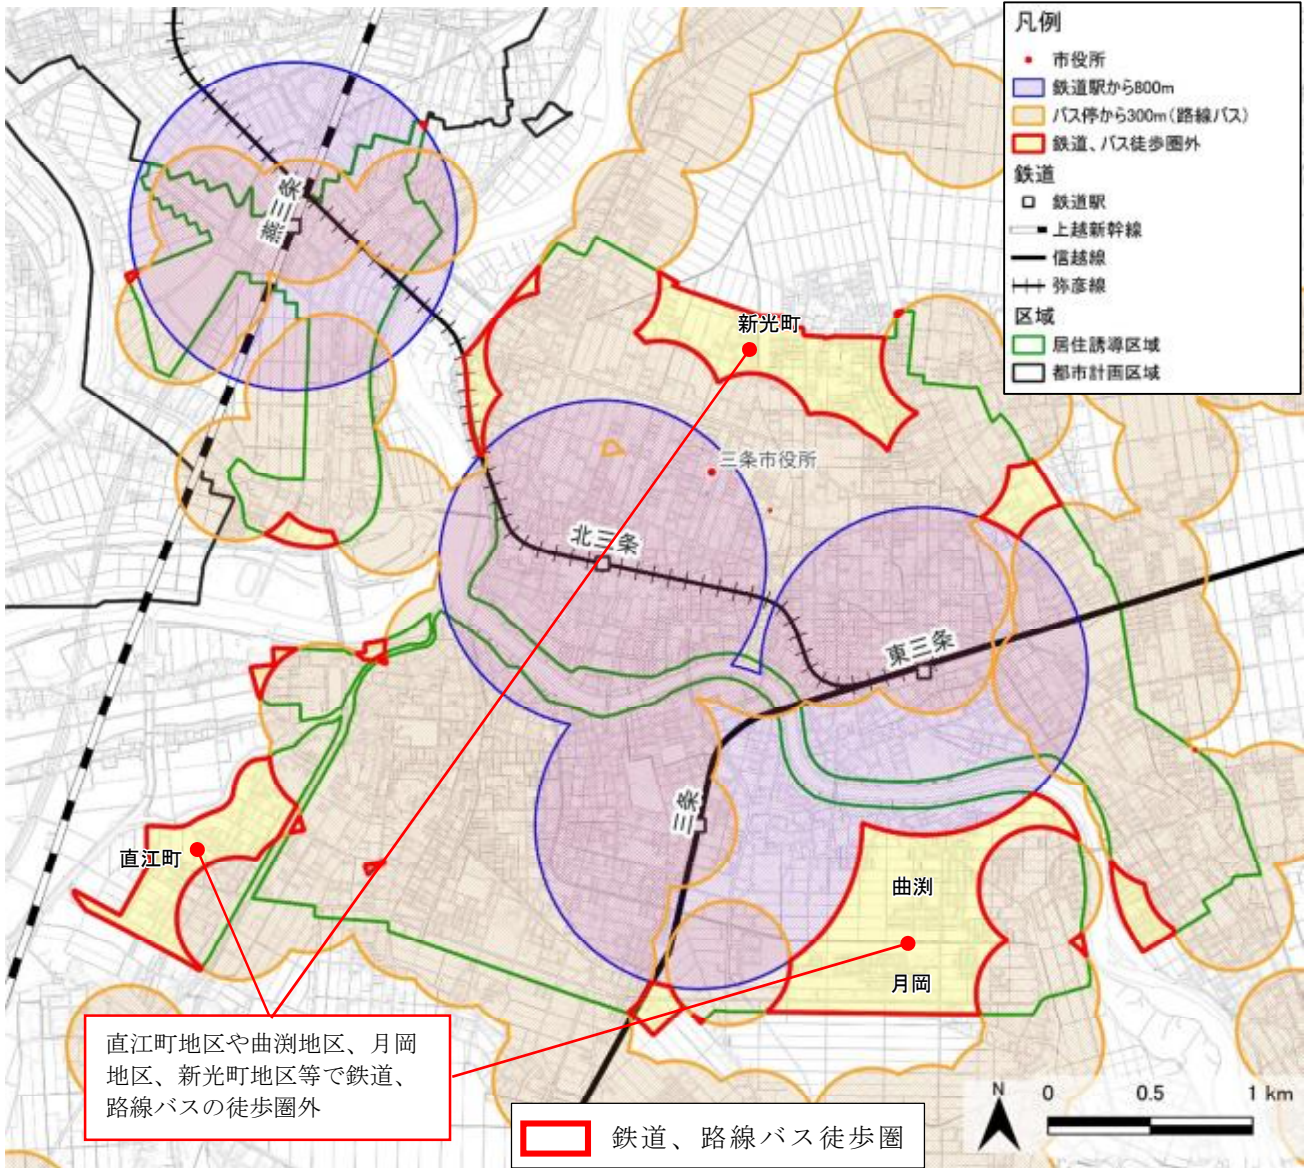 凡例
市役所
鉄道駅から800m
バス停から300m(路線バス)
鉄道、バス徒歩圏外
鉄道
鉄道駅
上越新幹線
信越線
弥彦線
区域
居住誘導区域
都市計画区域
燕三条
新光町
三条市役所
北三条
東三条
三条
直江町
曲渕
月岡
直江町地区や曲渕地区、月岡
地区、新光町地区等で鉄道、
路線バスの徒歩圏外
鉄道、路線バス徒歩圏
N
0 0.5 1 km